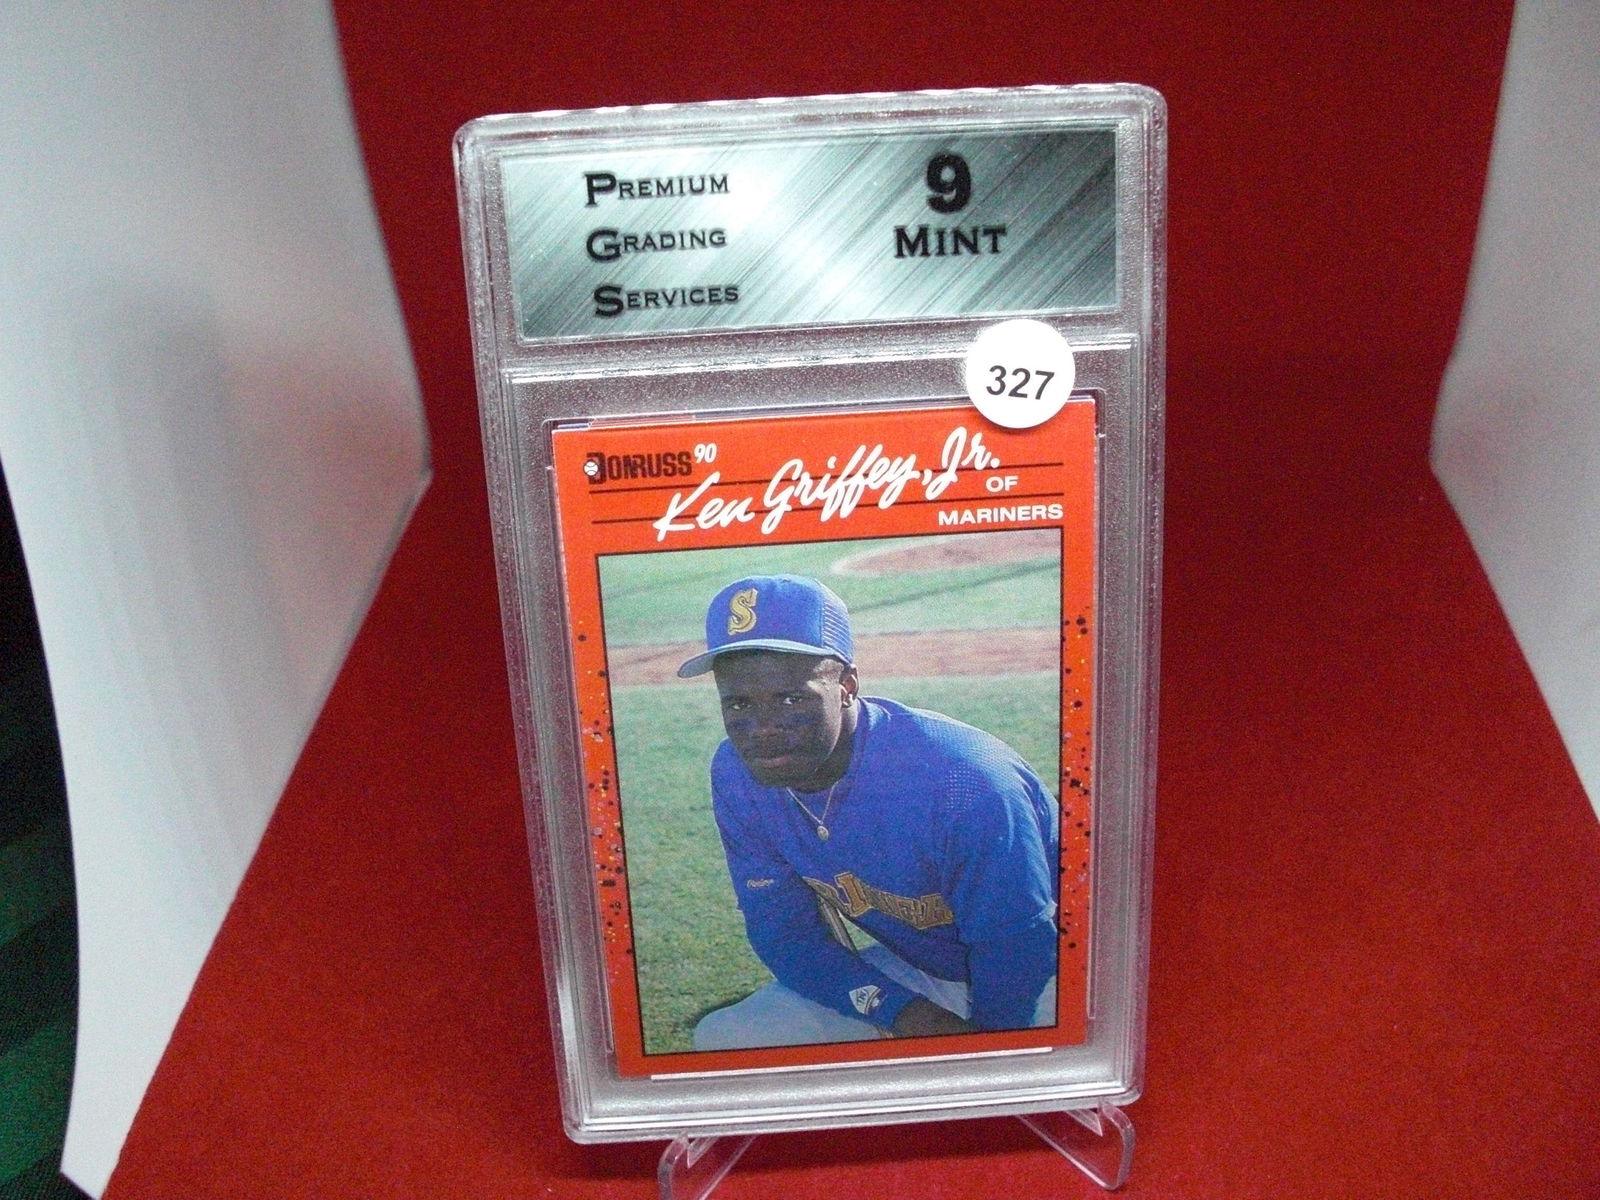 PREMIUM
GRADING
SERVICES
9
MINT
327
DONRUSS 90
Ken Griffey, Jr.
OF
MARINERS
S